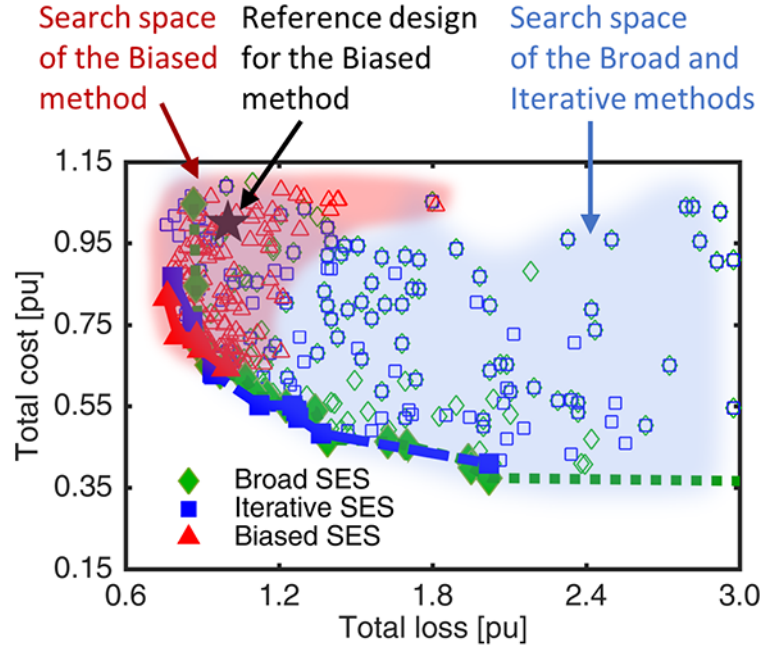 Search space
of the Biased
method
Reference design
for the Biased
method
Search space
of the Broad and
Iterative methods
1.15
0.95
0.75
0.55
0.35
0.15
Total cost [pu]
Broad SES
Iterative SES
Biased SES
0.6
1.2
1.8
2.4
3.0
Total loss [pu]